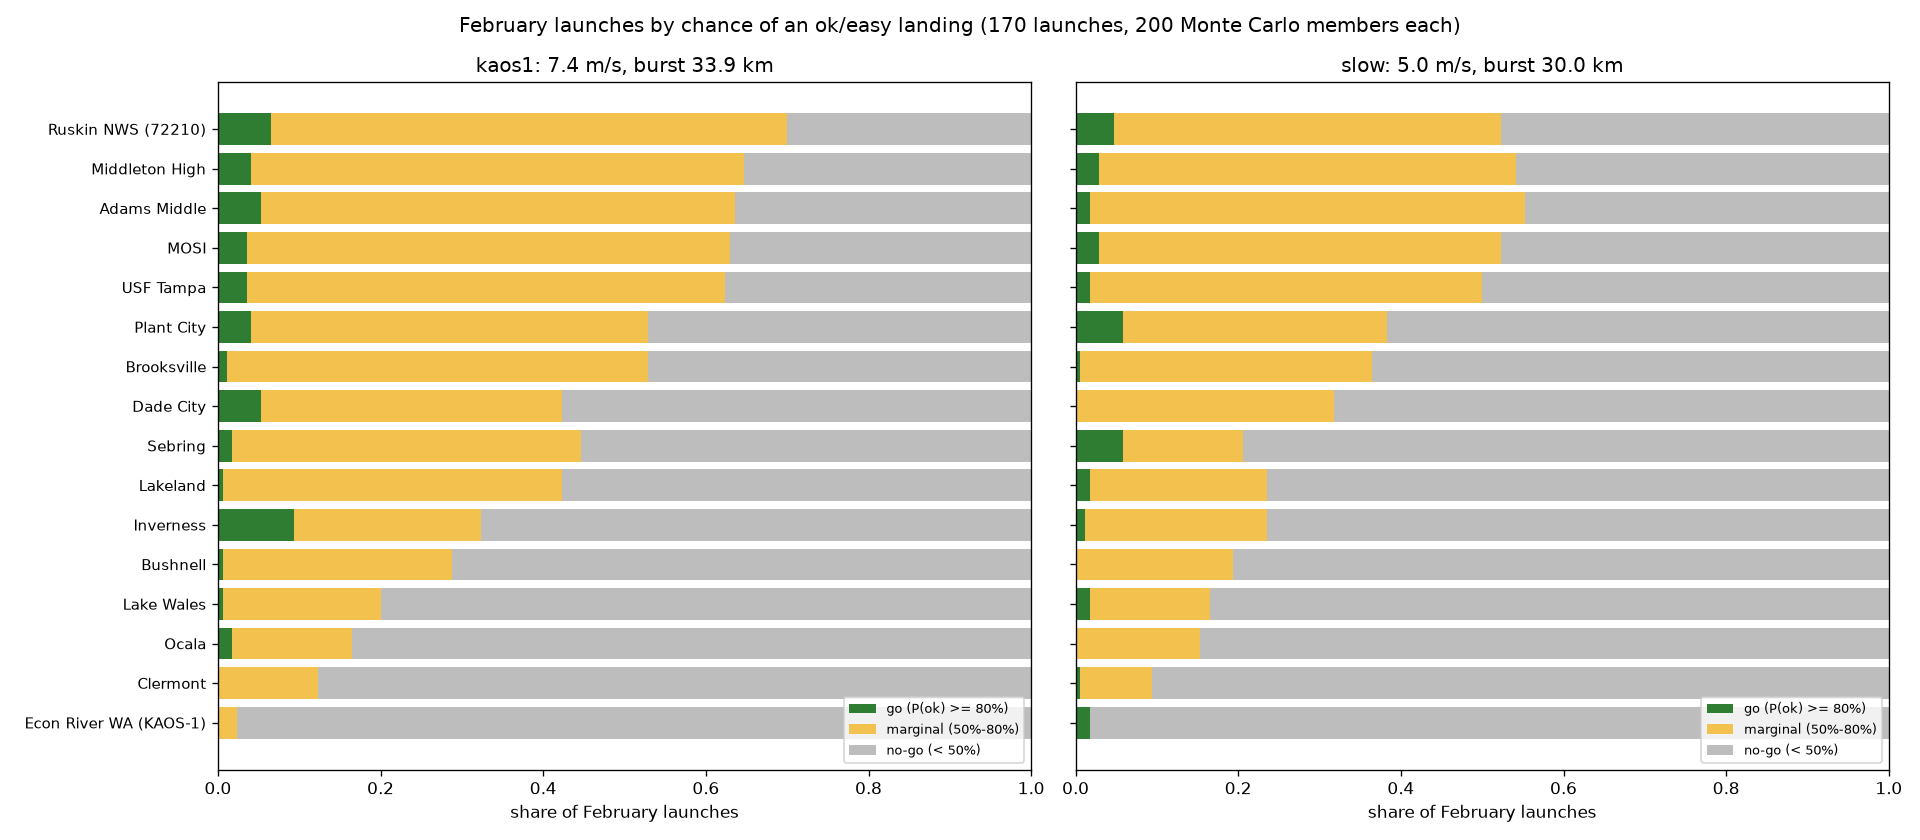 February launches by chance of an ok/easy landing (170 launches, 200 Monte Carlo members each)
kaos1: 7.4 m/s, burst 33.9 km
Ruskin NWS (72210)
Middleton High
Adams Middle
MOSI
USF Tampa
Plant City
Brooksville
Dade City
Sebring
Lakeland
Inverness
Bushnell
Lake Wales
Ocala
Clermont
Econ River WA (KAOS-1)
go (P(ok) >= 80%)
marginal (50%-80%)
no-go (< 50%)
0.0 0.2 0.4 0.6 0.8 1.0
share of February launches
slow: 5.0 m/s, burst 30.0 km
go (P(ok) >= 80%)
marginal (50%-80%)
no-go (< 50%)
0.0 0.2 0.4 0.6 0.8 1.0
share of February launches